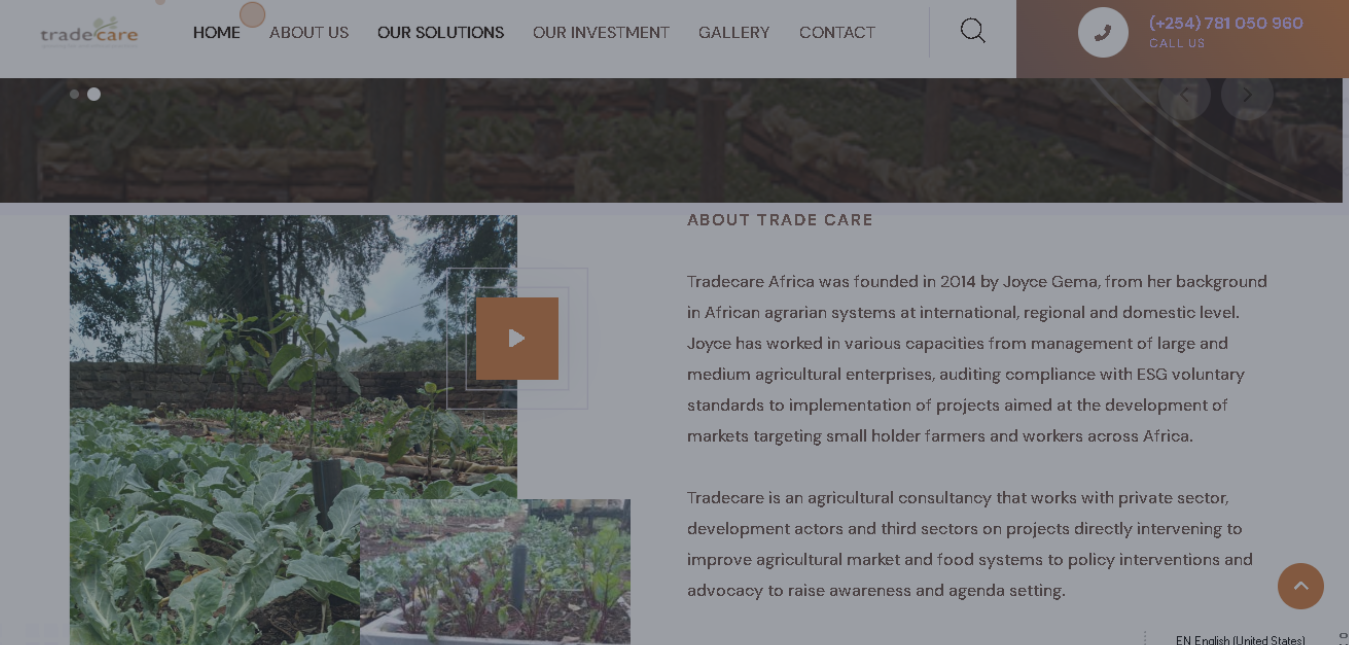 tradecare
HOME
ABOUT US
OUR SOLUTIONS
OUR INVESTMENT
GALLERY
CONTACT
(+254) 781 050 960
CALL US
ABOUT TRADE CARE
Tradecare Africa was founded in 2014 by Joyce Gema, from her background
in African agrarian systems at international, regional and domestic level.
Joyce has worked in various capacities from management of large and
medium agricultural enterprises, auditing compliance with ESG voluntary
standards to implementation of projects aimed at the development of
markets targeting small holder farmers and workers across Africa.
Tradecare is an agricultural consultancy that works with private sector,
development actors and third sectors on projects directly intervening to
improve agricultural market and food systems to policy interventions and
advocacy to raise awareness and agenda setting.
EN English (United States)